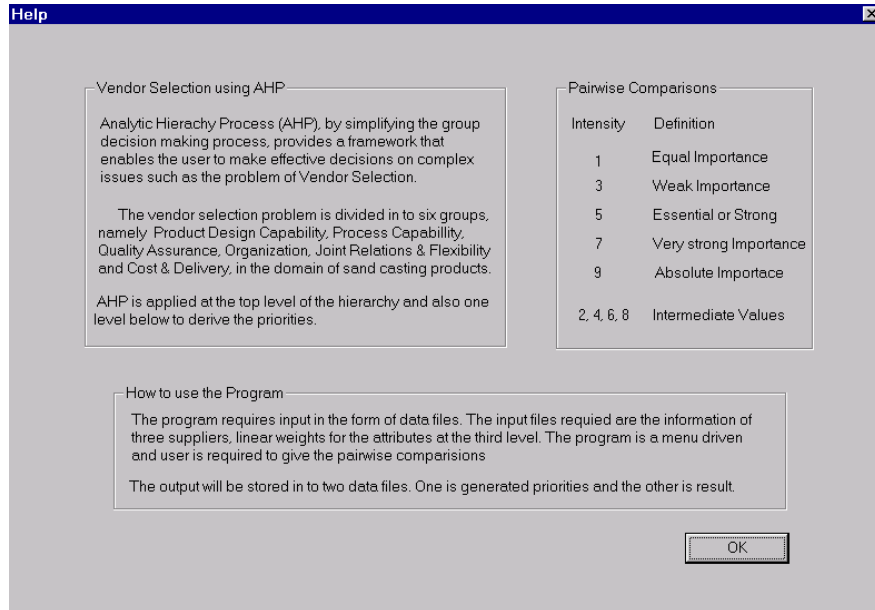 Help
Vendor Selection using AHP
Analytic Hierachy Process (AHP), by simplifying the group
decision making process, provides a framework that
enables the user to make effective decisions on complex
issues such as the problem of Vendor Selection.
The vendor selection problem is divided in to six groups,
namely Product Design Capability, Process Capabillity,
Quality Assurance, Organization, Joint Relations & Flexibility
and Cost & Delivery, in the domain of sand casting products.
AHP is applied at the top level of the hierarchy and also one
level below to derive the priorities.
Pairwise Comparisons
Intensity Definition
1 Equal Importance
3 Weak Importance
5 Essential or Strong
7 Very strong Importance
9 Absolute Importace
2, 4, 6, 8 Intermediate Values
How to use the Program
The program requires input in the form of data files. The input files requied are the information of
three suppliers, linear weights for the attributes at the third level. The program is a menu driven
and user is required to give the pairwise comparisions
The output will be stored in to two data files. One is generated priorities and the other is result.
OK